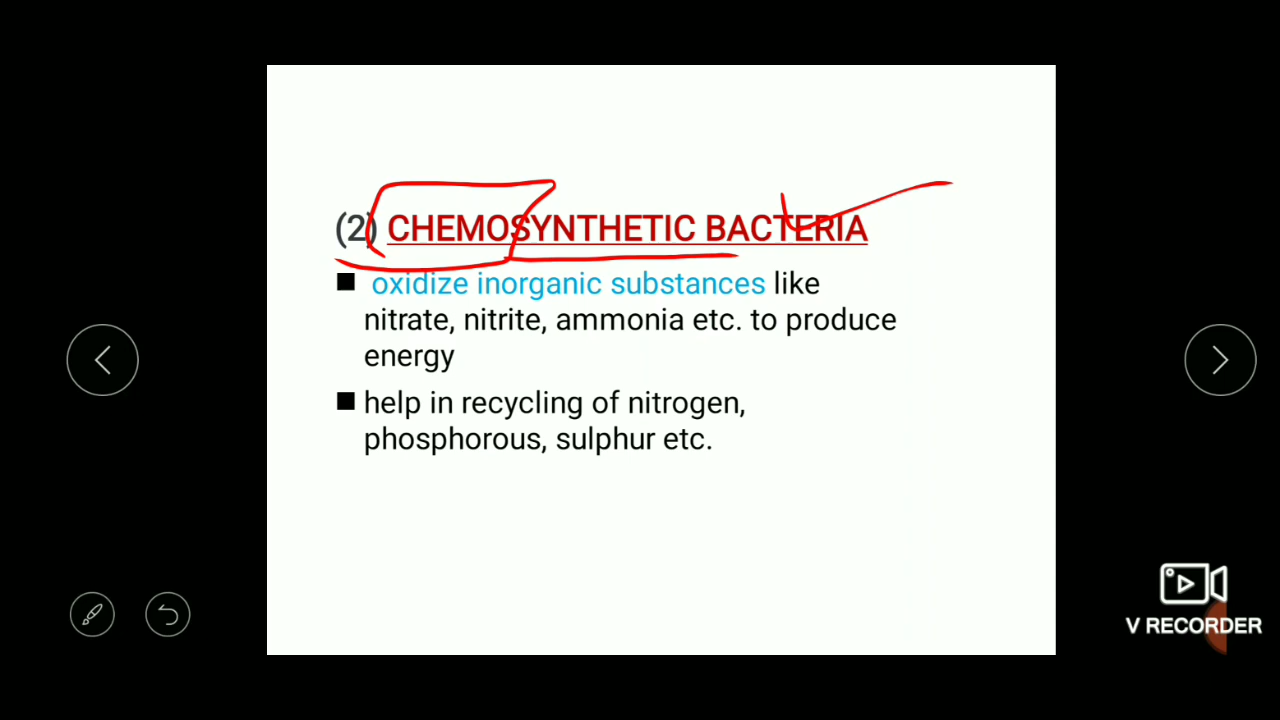 (2) CHEMOSYNTHETIC BACTERIA
oxidize inorganic substances like
nitrate, nitrite, ammonia etc. to produce
energy
help in recycling of nitrogen,
phosphorous, sulphur etc.
V RECORDER